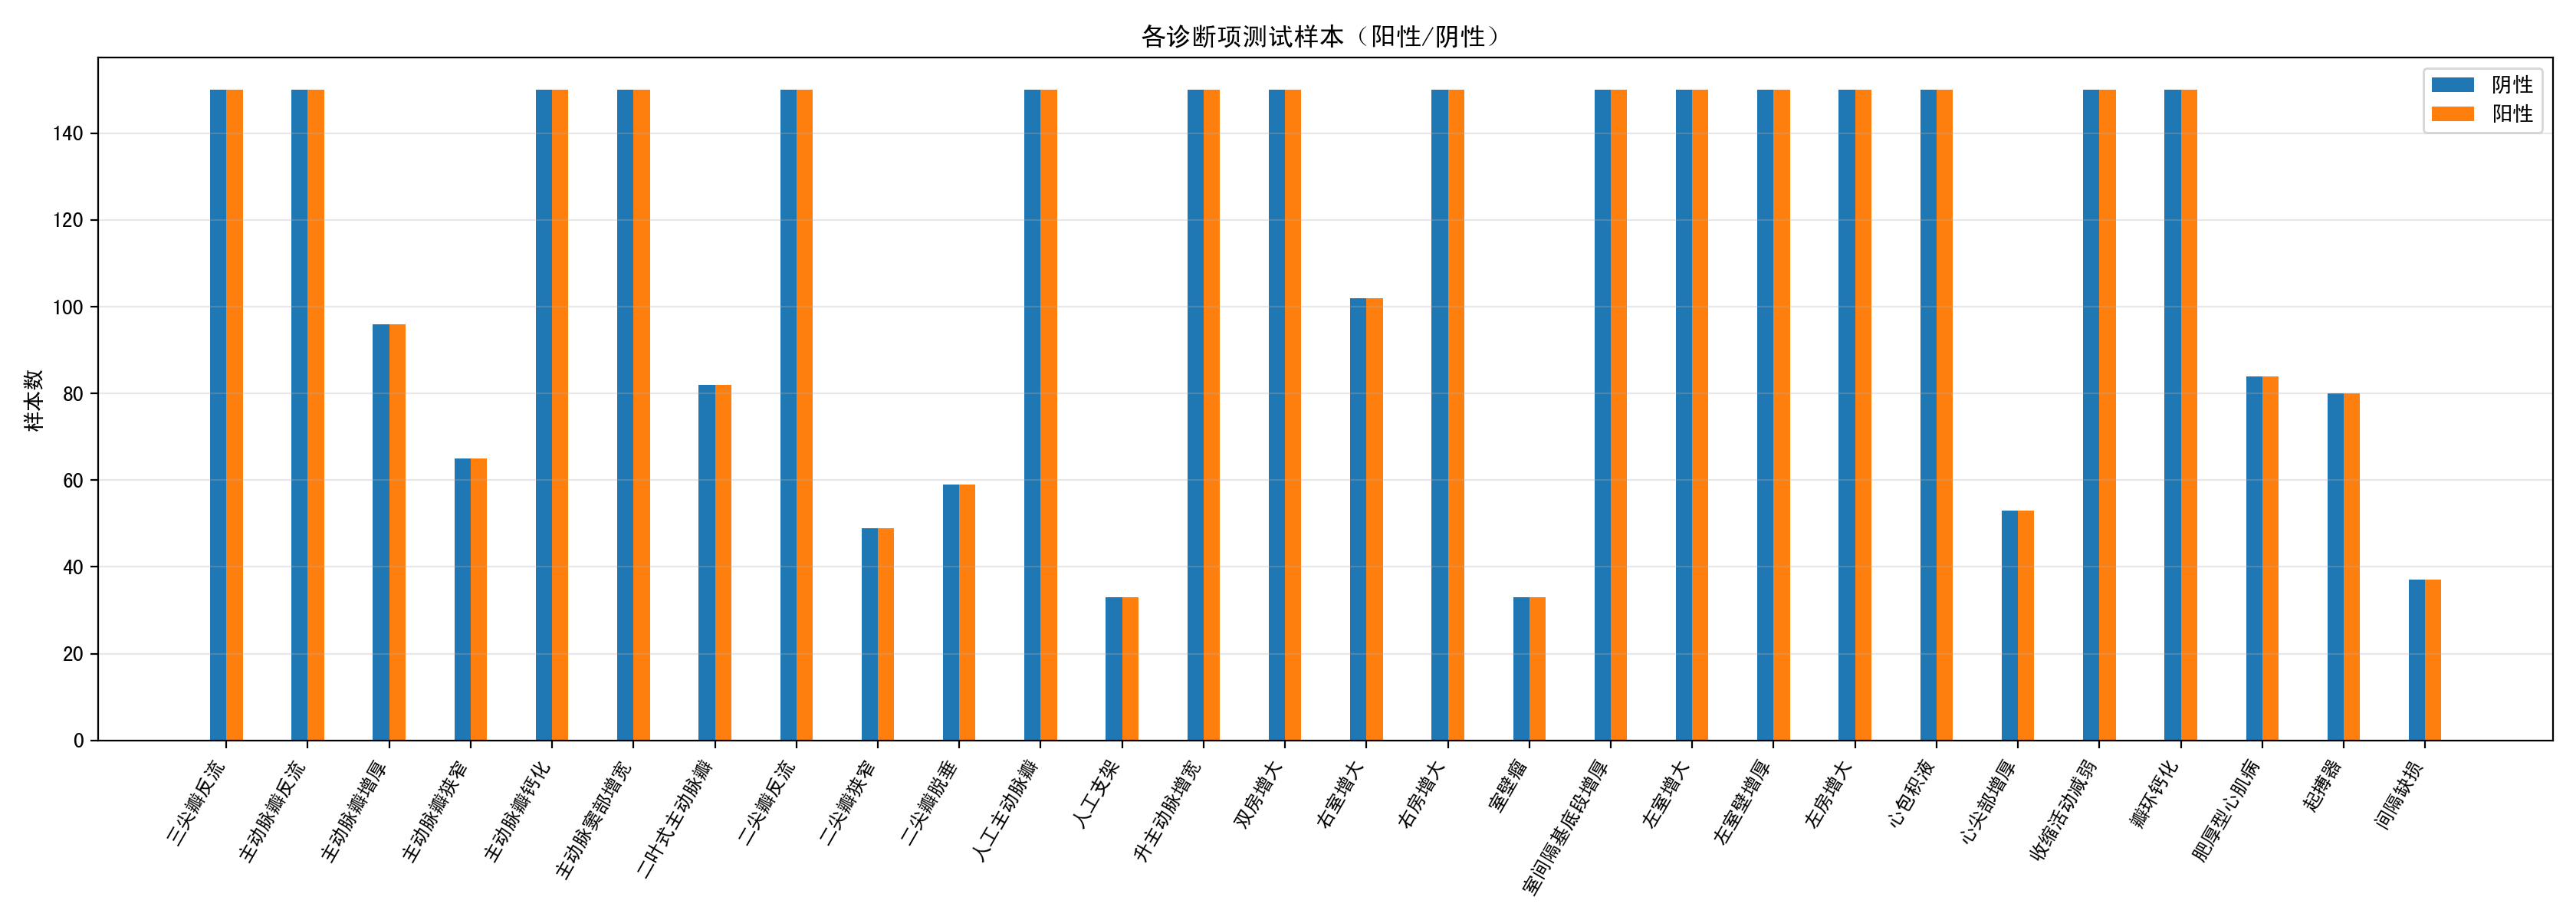 各诊断项测试样本（阳性/阴性）
阴性
阳性
样本数
140
120
100
80
60
40
20
0
三尖瓣反流
主动脉瓣反流
主动脉瓣增厚
主动脉瓣狭窄
主动脉瓣钙化
主动脉窦部增宽
二叶式主动脉瓣
二尖瓣反流
二尖瓣狭窄
二尖瓣脱垂
人工主动脉瓣
人工支架
升主动脉增宽
双房增大
右室增大
右房增大
室壁瘤
室间隔基底段增厚
左室增大
左室壁增厚
左房增大
心包积液
心尖部增厚
收缩活动减弱
瓣环钙化
肥厚型心肌病
起搏器
间隔缺损